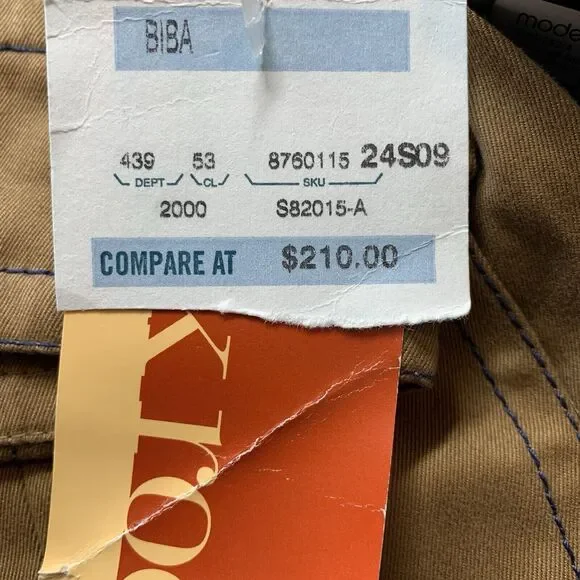 BIBA
439 53 8760115 24S09
DEPT CL SKU
2000 S82015-A
COMPARE AT $210.00